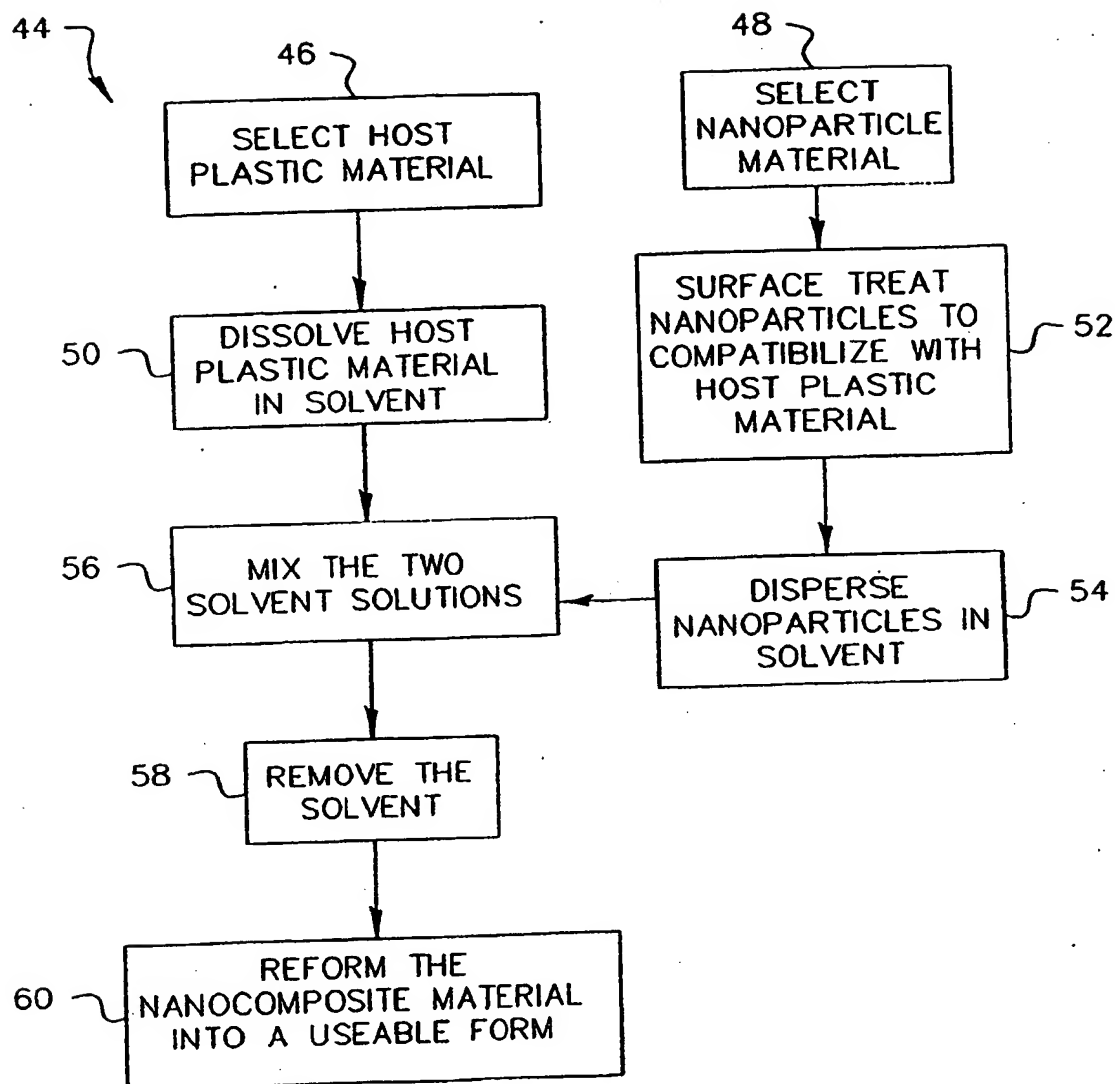 44
46
SELECT HOST
PLASTIC MATERIAL
48
SELECT
NANOPARTICLE
MATERIAL
50
DISSOLVE HOST
PLASTIC MATERIAL
IN SOLVENT
SURFACE TREAT
NANOPARTICLES TO
COMPATIBILIZE WITH
HOST PLASTIC
MATERIAL
52
56
MIX THE TWO
SOLVENT SOLUTIONS
DISPERSE
NANOPARTICLES IN
SOLVENT
54
58
REMOVE THE
SOLVENT
60
REFORM THE
NANOCOMPOSITE MATERIAL
INTO A USEABLE FORM